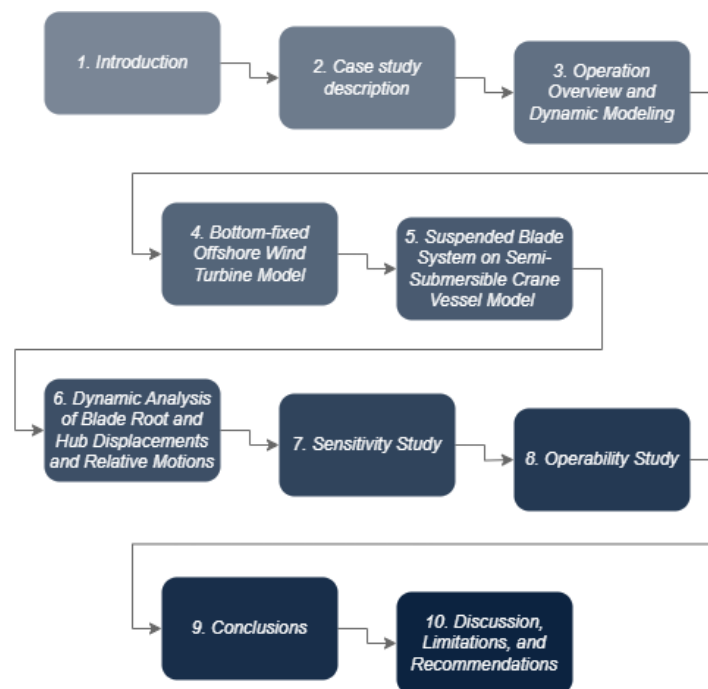 1. Introduction
2. Case study
description
3. Operation
Overview and
Dynamic Modeling
4. Bottom-fixed
Offshore Wind
Turbine Model
5. Suspended Blade
System on Semi-
Submersible Crane
Vessel Model
6. Dynamic Analysis
of Blade Root and
Hub Displacements
and Relative Motions
7. Sensitivity Study
8. Operability Study
9. Conclusions
10. Discussion,
Limitations, and
Recommendations